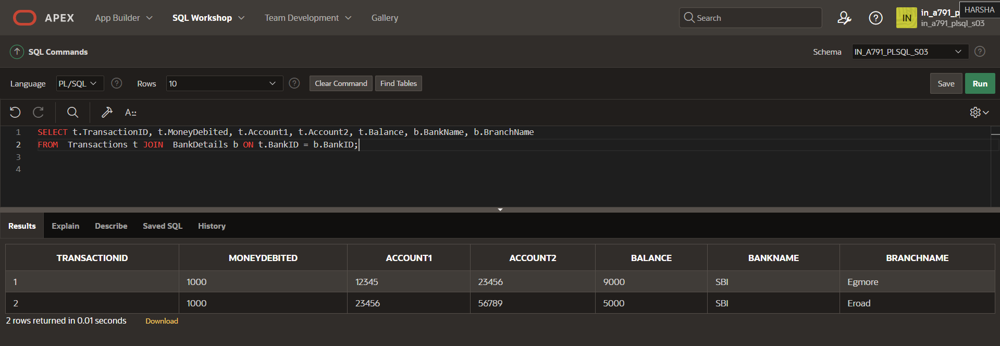 APEX App Builder SQL Workshop Team Development Gallery Search IN in_a791_p HARSHA
in_a791_plsql_s03
SQL Commands Schema IN_A791_PLSQL_S03
Language PL/SQL Rows 10 Clear Command Find Tables Save Run
A::
1 SELECT t.TransactionID, t.MoneyDebited, t.Account1, t.Account2, t.Balance, b.BankName, b.BranchName
2 FROM  Transactions t JOIN  BankDetails b ON t.BankID = b.BankID;
3
4
Results Explain Describe Saved SQL History
TRANSACTIONID MONEYDEBITED ACCOUNT1 ACCOUNT2 BALANCE BANKNAME BRANCHNAME
1 1000 12345 23456 9000 SBI Egmore
2 1000 23456 56789 5000 SBI Eroad
2 rows returned in 0.01 seconds Download